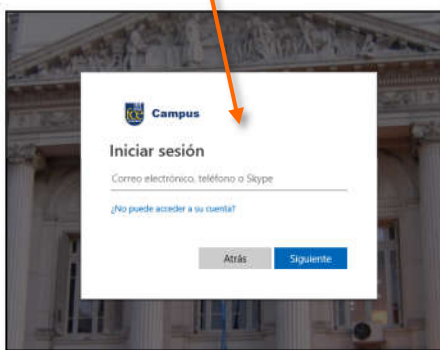 Campus
Iniciar sesión
Correo electrónico, teléfono o Skype
¿No puede acceder a su cuenta?
Atrás
Siguiente